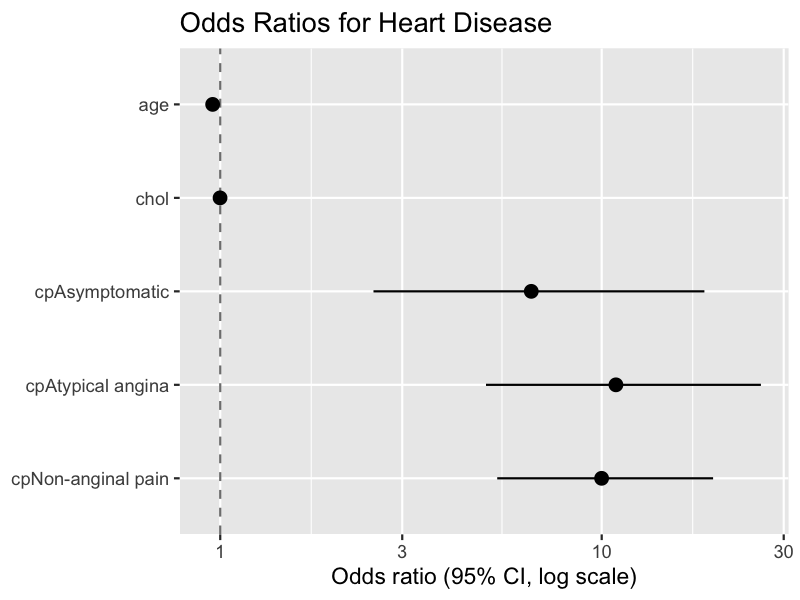 Odds Ratios for Heart Disease
age
chol
cpAsymptomatic
cpAtypical angina
cpNon-anginal pain
1 3 10 30
Odds ratio (95% CI, log scale)